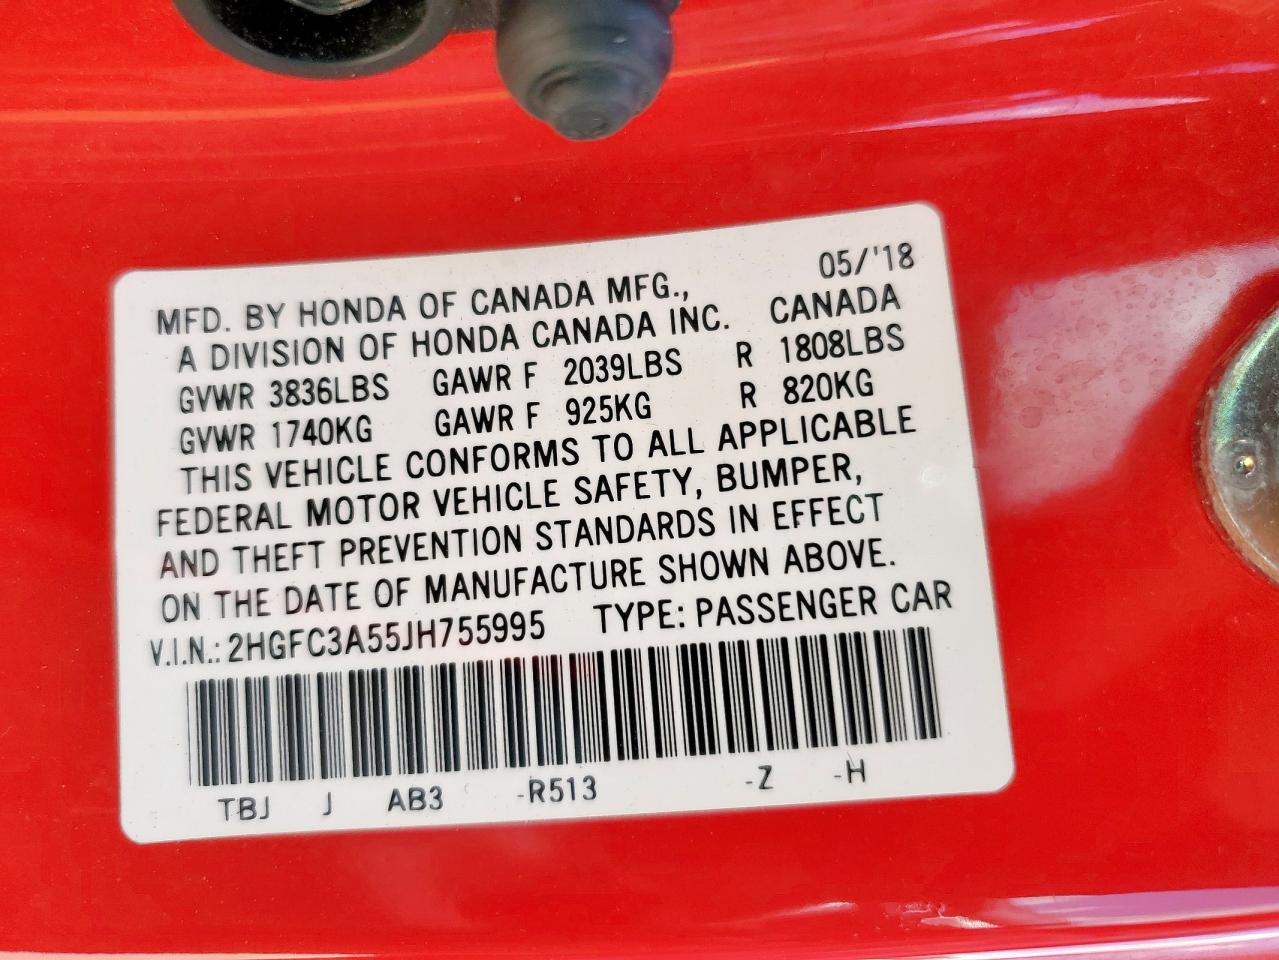 05/'18
MFD. BY HONDA OF CANADA MFG.,
A DIVISION OF HONDA CANADA INC. CANADA
GVWR 3836LBS GAWR F 2039LBS R 1808LBS
GVWR 1740KG GAWR F 925KG R 820KG
THIS VEHICLE CONFORMS TO ALL APPLICABLE
FEDERAL MOTOR VEHICLE SAFETY, BUMPER,
AND THEFT PREVENTION STANDARDS IN EFFECT
ON THE DATE OF MANUFACTURE SHOWN ABOVE.
V.I.N.: 2HGFC3A55JH755995 TYPE: PASSENGER CAR
TBJ J AB3 -R513 -Z -H